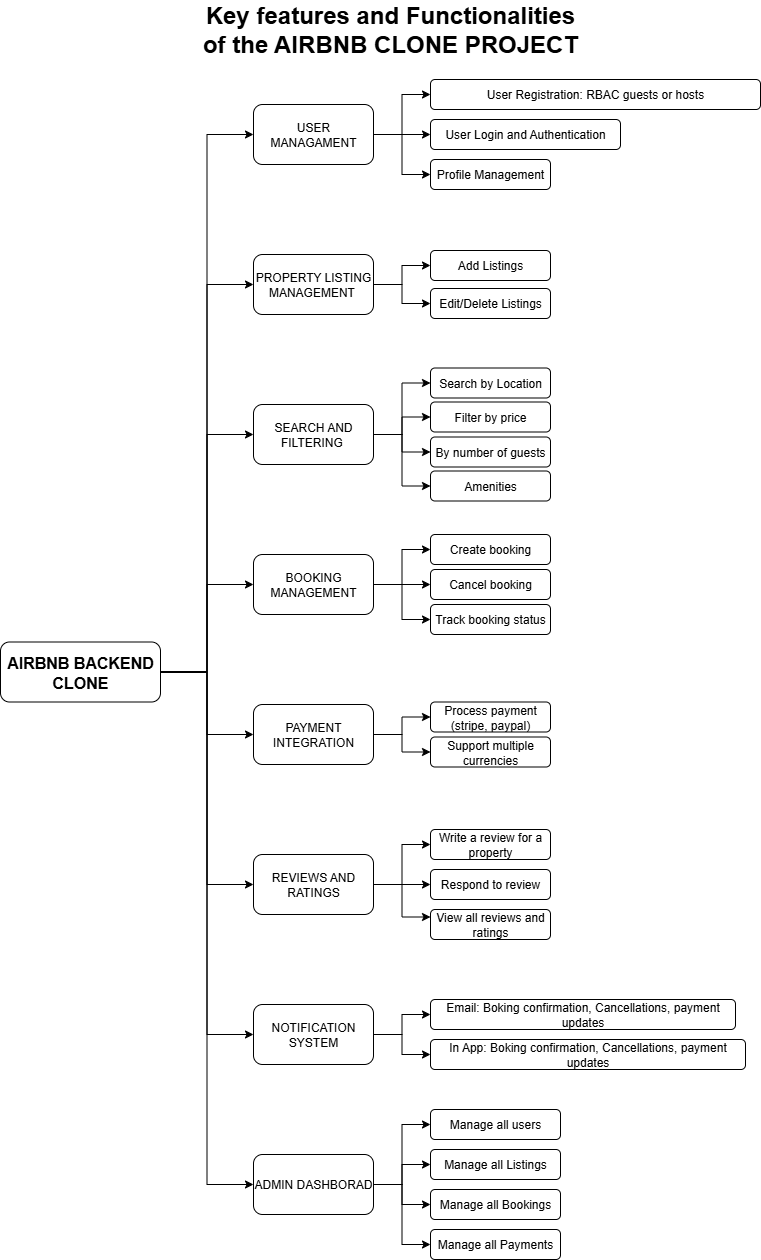 Key features and Functionalities
of the AIRBNB CLONE PROJECT
USER
MANAGAMENT
User Registration: RBAC guests or hosts
User Login and Authentication
Profile Management
PROPERTY LISTING
MANAGEMENT
Add Listings
Edit/Delete Listings
SEARCH AND
FILTERING
Search by Location
Filter by price
By number of guests
Amenities
BOOKING
MANAGEMENT
Create booking
Cancel booking
Track booking status
AIRBNB BACKEND
CLONE
PAYMENT
INTEGRATION
Process payment
(stripe, paypal)
Support multiple
currencies
REVIEWS AND
RATINGS
Write a review for a
property
Respond to review
View all reviews and
ratings
NOTIFICATION
SYSTEM
Email: Boking confirmation, Cancellations, payment
updates
In App: Boking confirmation, Cancellations, payment
updates
ADMIN DASHBORAD
Manage all users
Manage all Listings
Manage all Bookings
Manage all Payments